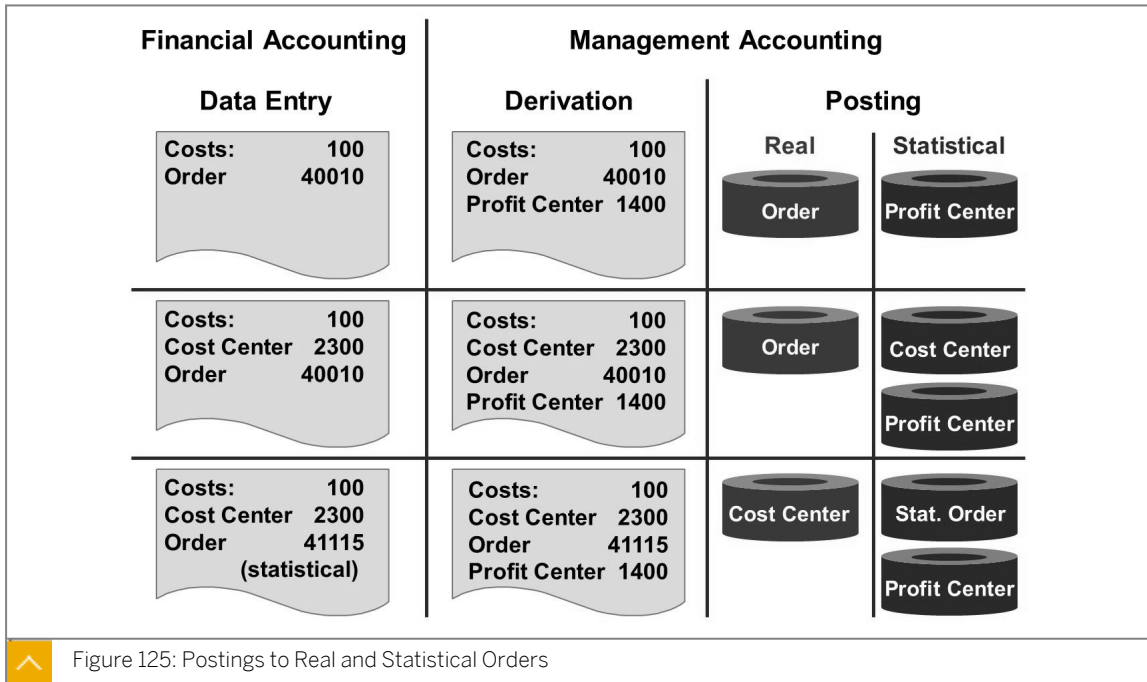 Financial Accounting
Management Accounting
Data Entry
Derivation
Posting
Real
Statistical
Costs: 100
Order 40010
Costs: 100
Order 40010
Profit Center 1400
Order
Profit Center
Costs: 100
Cost Center 2300
Order 40010
Costs: 100
Cost Center 2300
Order 40010
Profit Center 1400
Order
Cost Center
Profit Center
Costs: 100
Cost Center 2300
Order 41115
(statistical)
Costs: 100
Cost Center 2300
Order 41115
Profit Center 1400
Cost Center
Stat. Order
Profit Center
Figure 125: Postings to Real and Statistical Orders